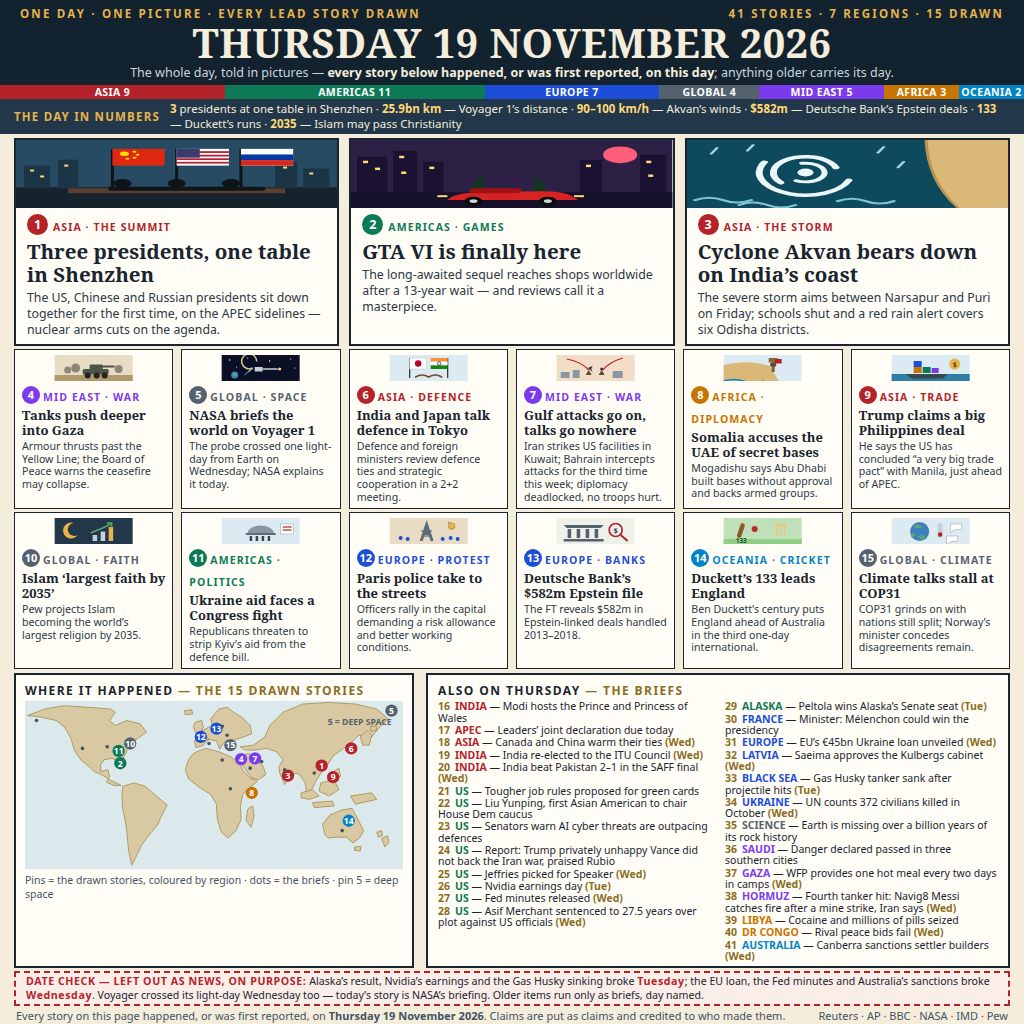 ONE DAY · ONE PICTURE · EVERY LEAD STORY DRAWN
41 STORIES · 7 REGIONS · 15 DRAWN
THURSDAY 19 NOVEMBER 2026
The whole day, told in pictures — every story below happened, or was first reported, on this day; anything older carries its day.
ASIA 9
AMERICAS 11
EUROPE 7
GLOBAL 4
MID EAST 5
AFRICA 3
OCEANIA 2
THE DAY IN NUMBERS
3 presidents at one table in Shenzhen · 25.9bn km — Voyager 1's distance · 90–100 km/h — Akvan's winds · $582m — Deutsche Bank's Epstein deals · 133
— Duckett's runs · 2035 — Islam may pass Christianity
1 ASIA · THE SUMMIT
Three presidents, one table
in Shenzhen
The US, Chinese and Russian presidents sit down
together for the first time, on the APEC sidelines —
nuclear arms cuts on the agenda.
2 AMERICAS · GAMES
GTA VI is finally here
The long-awaited sequel reaches shops worldwide
after a 13-year wait — and reviews call it a
masterpiece.
3 ASIA · THE STORM
Cyclone Akvan bears down
on India's coast
The severe storm aims between Narsapur and Puri
on Friday; schools shut and a red rain alert covers
six Odisha districts.
4 MID EAST · WAR
Tanks push deeper
into Gaza
Armour thrusts past the
Yellow Line; the Board of
Peace warns the ceasefire
may collapse.
5 GLOBAL · SPACE
NASA briefs the
world on Voyager 1
The probe crossed one light-
day from Earth on
Wednesday; NASA explains
it today.
6 ASIA · DEFENCE
India and Japan talk
defence in Tokyo
Defence and foreign
ministers review defence
ties and strategic
cooperation in a 2+2
meeting.
7 MID EAST · WAR
Gulf attacks go on,
talks go nowhere
Iran strikes US facilities in
Kuwait; Bahrain intercepts
attacks for the third time
this week; diplomacy
deadlocked, no troops hurt.
8 AFRICA ·
DIPLOMACY
Somalia accuses the
UAE of secret bases
Mogadishu says Abu Dhabi
built bases without approval
and backs armed groups.
$
9 ASIA · TRADE
Trump claims a big
Philippines deal
He says the US has
concluded "a very big trade
pact" with Manila, just ahead
of APEC.
10 GLOBAL · FAITH
Islam 'largest faith by
2035'
Pew projects Islam
becoming the world's
largest religion by 2035.
11 AMERICAS ·
POLITICS
Ukraine aid faces a
Congress fight
Republicans threaten to
strip Kyiv's aid from the
defence bill.
12 EUROPE · PROTEST
Paris police take to
the streets
Officers rally in the capital
demanding a risk allowance
and better working
conditions.
$
13 EUROPE · BANKS
Deutsche Bank's
$582m Epstein file
The FT reveals $582m in
Epstein-linked deals handled
2013–2018.
133
14 OCEANIA · CRICKET
Duckett's 133 leads
England
Ben Duckett's century puts
England ahead of Australia
in the third one-day
international.
15 GLOBAL · CLIMATE
Climate talks stall at
COP31
COP31 grinds on with
nations still split; Norway's
minister concedes
disagreements remain.
WHERE IT HAPPENED — THE 15 DRAWN STORIES
5
5 = DEEP SPACE
13
12
10
15
11
6
4
7
2
1
3
9
8
14
Pins = the drawn stories, coloured by region · dots = the briefs · pin 5 = deep
space
ALSO ON THURSDAY — THE BRIEFS
16 INDIA — Modi hosts the Prince and Princess of
Wales
17 APEC — Leaders' joint declaration due today
18 ASIA — Canada and China warm their ties (Wed)
19 INDIA — India re-elected to the ITU Council (Wed)
20 INDIA — India beat Pakistan 2–1 in the SAFF final
(Wed)
21 US — Tougher job rules proposed for green cards
22 US — Liu Yunping, first Asian American to chair
House Dem caucus
23 US — Senators warn AI cyber threats are outpacing
defences
24 US — Report: Trump privately unhappy Vance did
not back the Iran war, praised Rubio
25 US — Jeffries picked for Speaker (Wed)
26 US — Nvidia earnings day (Tue)
27 US — Fed minutes released (Wed)
28 US — Asif Merchant sentenced to 27.5 years over
plot against US officials (Wed)
29 ALASKA — Peltola wins Alaska's Senate seat (Tue)
30 FRANCE — Minister: Mélenchon could win the
presidency
31 EUROPE — EU's €45bn Ukraine loan unveiled (Wed)
32 LATVIA — Saeima approves the Kulbergs cabinet
(Wed)
33 BLACK SEA — Gas Husky tanker sank after
projectile hits (Tue)
34 UKRAINE — UN counts 372 civilians killed in
October (Wed)
35 SCIENCE — Earth is missing over a billion years of
its rock history
36 SAUDI — Danger declared passed in three
southern cities
37 GAZA — WFP provides one hot meal every two days
in camps (Wed)
38 HORMUZ — Fourth tanker hit: Navig8 Messi
catches fire after a mine strike, Iran says (Wed)
39 LIBYA — Cocaine and millions of pills seized
40 DR CONGO — Rival peace bids fail (Wed)
41 AUSTRALIA — Canberra sanctions settler builders
(Wed)
DATE CHECK — LEFT OUT AS NEWS, ON PURPOSE: Alaska's result, Nvidia's earnings and the Gas Husky sinking broke Tuesday; the EU loan, the Fed minutes and Australia's sanctions broke
Wednesday. Voyager crossed its light-day Wednesday too — today's story is NASA's briefing. Older items run only as briefs, day named.
Every story on this page happened, or was first reported, on Thursday 19 November 2026. Claims are put as claims and credited to who made them.
Reuters · AP · BBC · NASA · IMD · Pew